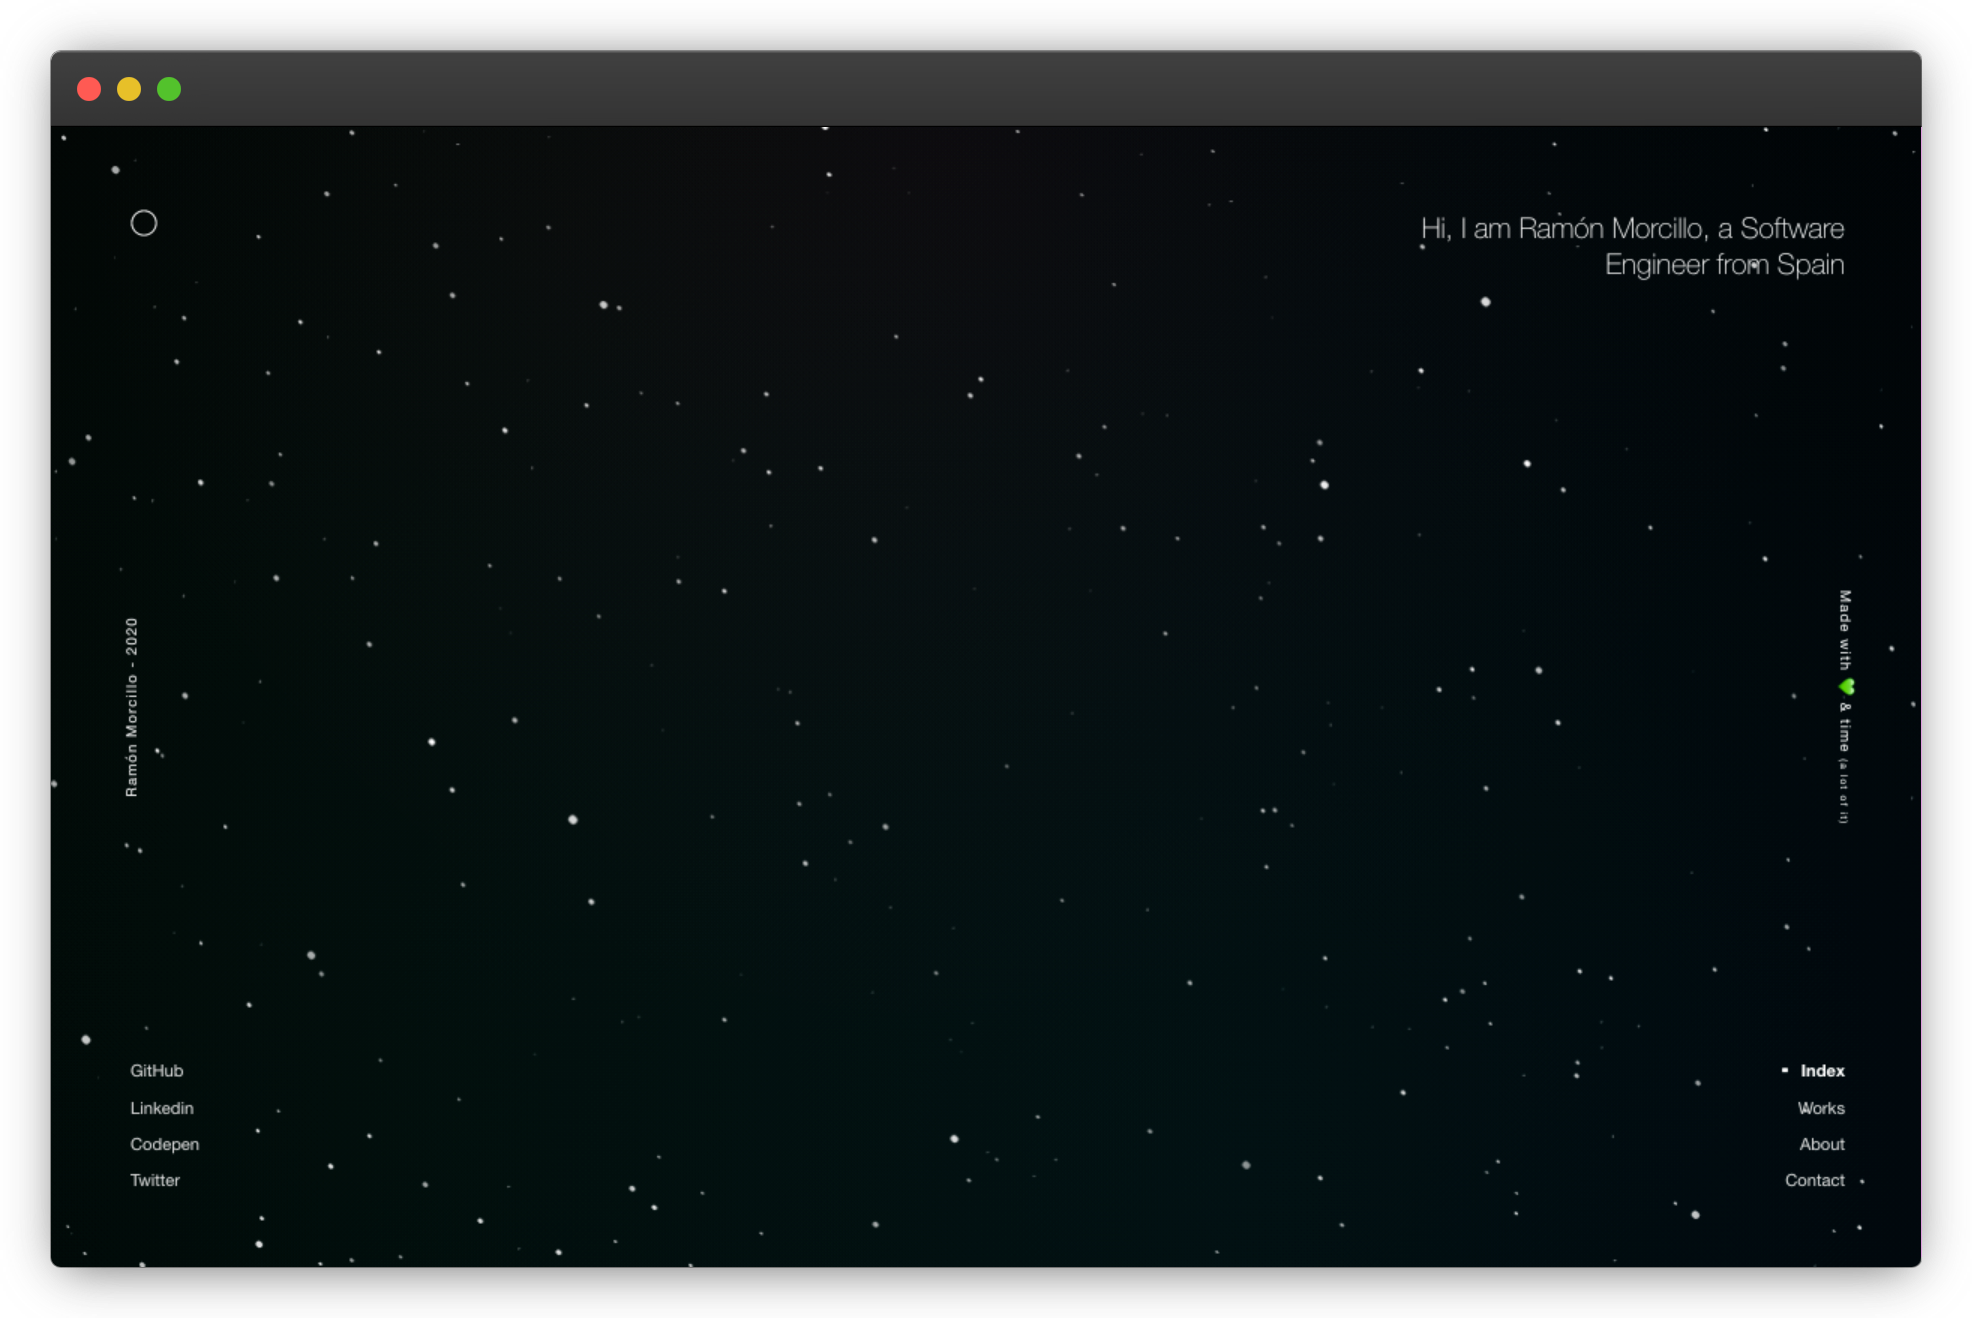 Hi, I am Ramón Morcillo, a Software
Engineer from Spain
Ramón Morcillo - 2020
Made with 💚 & time (a lot of it)
GitHub
Linkedin
Codepen
Twitter
Index
Works
About
Contact